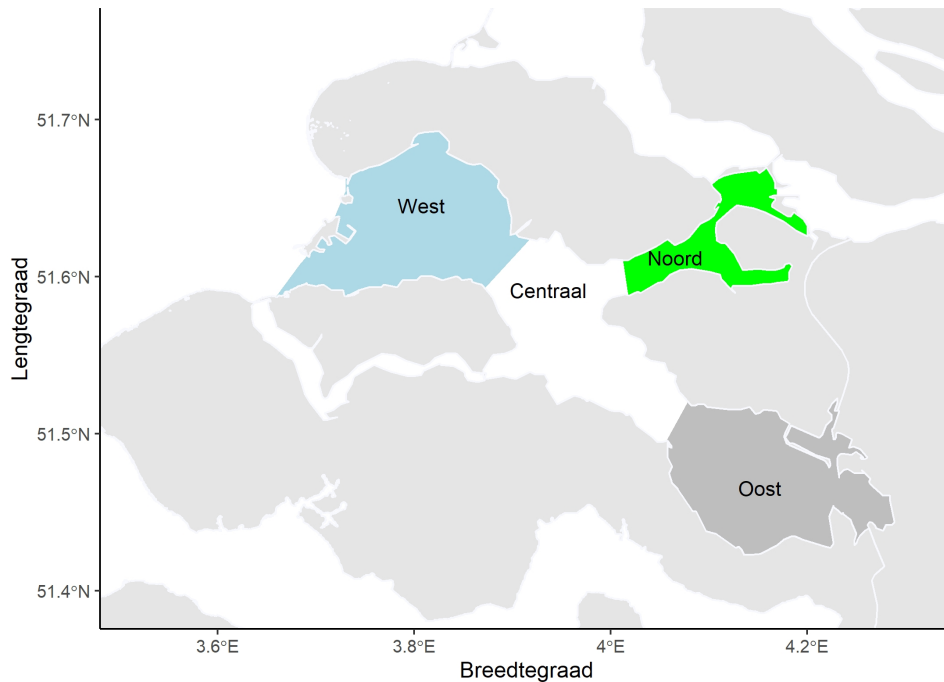 51.7°N
West
Noord
51.6°N
Centraal
Lengtegraad
51.5°N
Oost
51.4°N
3.6°E 3.8°E 4°E 4.2°E
Breedtegraad